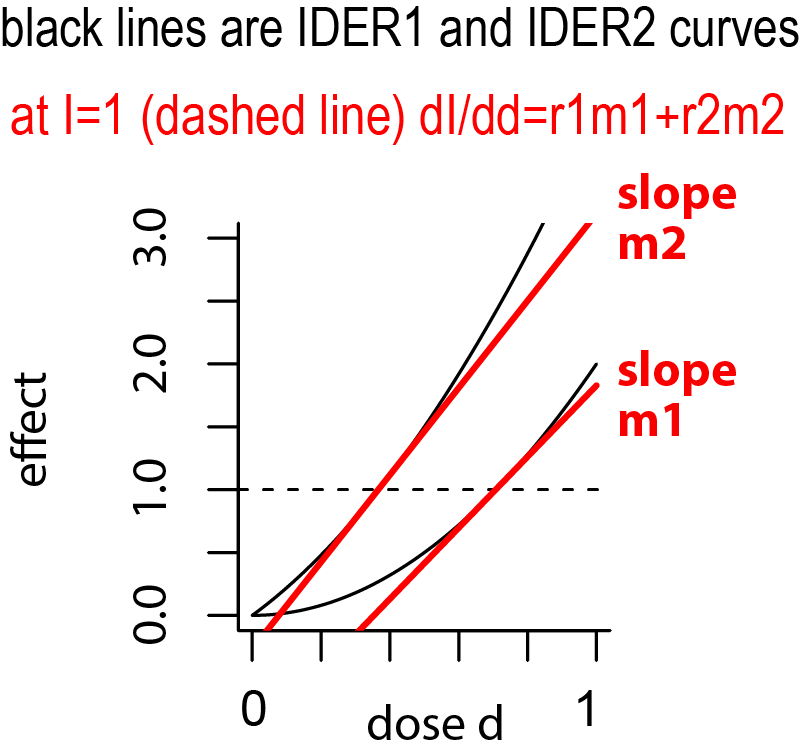 black lines are IDER1 and IDER2 curves
at I=1 (dashed line) dI/dd=r1m1+r2m2
slope
m2
slope
m1
3.0
2.0
1.0
0.0
effect
0
1
dose d